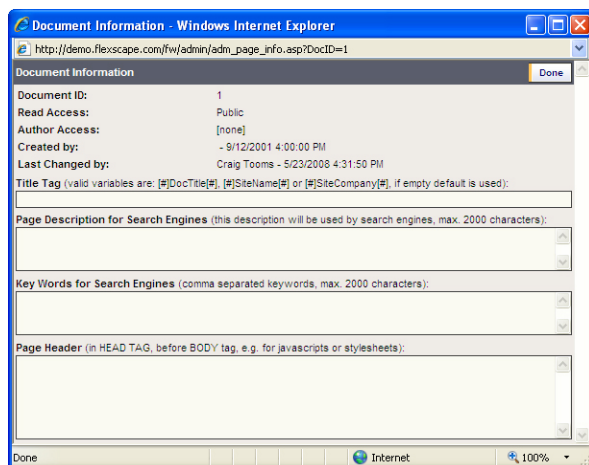 Document Information - Windows Internet Explorer
http://demo.flexscape.com/fw/admin/adm_page_info.asp?DocID=1
Document Information Done
Document ID: 1
Read Access: Public
Author Access: [none]
Created by: - 9/12/2001 4:00:00 PM
Last Changed by: Craig Tooms - 5/23/2008 4:31:50 PM
Title Tag (valid variables are: [#]DocTitle[#], [#]SiteName[#] or [#]SiteCompany[#], if empty default is used):
Page Description for Search Engines (this description will be used by search engines, max. 2000 characters):
Key Words for Search Engines (comma separated keywords, max. 2000 characters):
Page Header (in HEAD TAG, before BODY tag, e.g. for javascripts or stylesheets):
Done Internet 100%